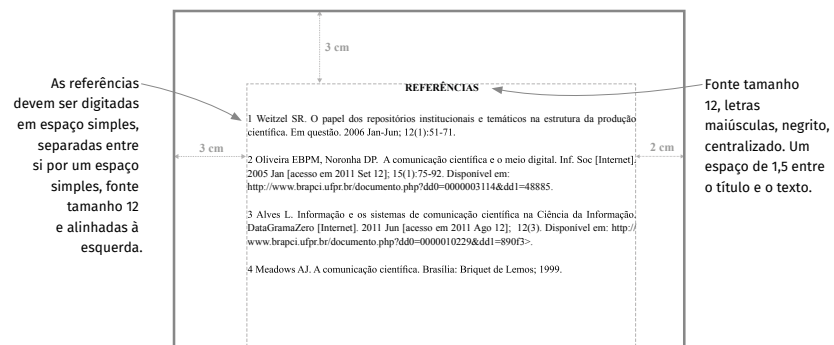 3 cm
REFERÊNCIAS
As referências
devem ser digitadas
em espaço simples,
separadas entre
si por um espaço
simples, fonte
tamanho 12
e alinhadas à
esquerda.
Fonte tamanho
12, letras
maiúsculas, negrito,
centralizado. Um
espaço de 1,5 entre
o título e o texto.
3 cm
2 cm
1 Weitzel SR. O papel dos repositórios institucionais e temáticos na estrutura da produção
científica. Em questão. 2006 Jan-Jun; 12(1):51-71.
2 Oliveira EBPM, Noronha DP. A comunicação científica e o meio digital. Inf. Soc [Internet].
2005 Jan [acesso em 2011 Set 12]; 15(1):75-92. Disponível em:
http://www.brapci.ufpr.br/documento.php?dd0=0000003114&dd1=48885.
3 Alves L. Informação e os sistemas de comunicação científica na Ciência da Informação.
DataGramaZero [Internet]. 2011 Jun [acesso em 2011 Ago 12]; 12(3). Disponível em: http://
www.brapci.ufpr.br/documento.php?dd0=0000010229&dd1=890f3>.
4 Meadows AJ. A comunicação científica. Brasília: Briquet de Lemos; 1999.